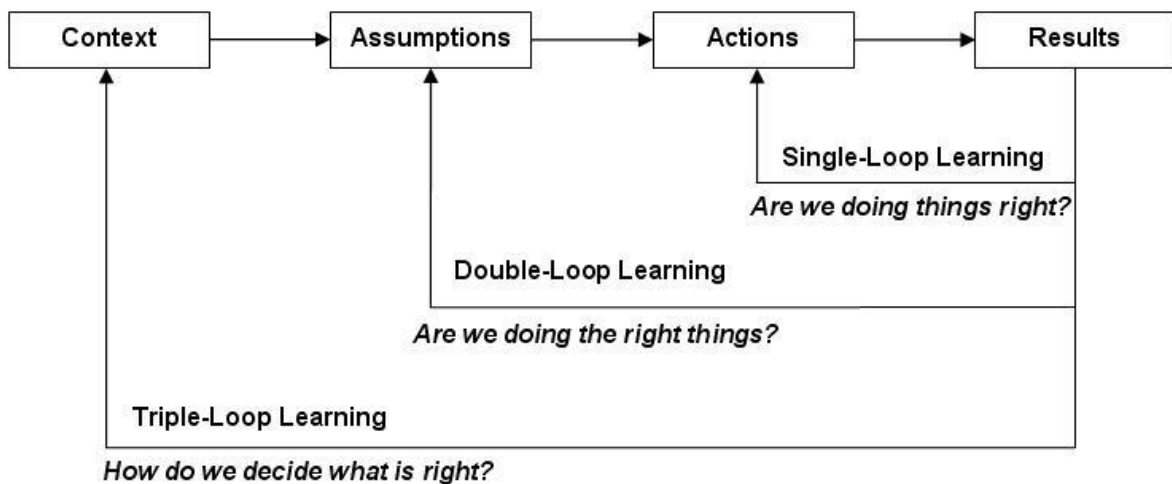 Context
Assumptions
Actions
Results
Single-Loop Learning
Are we doing things right?
Double-Loop Learning
Are we doing the right things?
Triple-Loop Learning
How do we decide what is right?